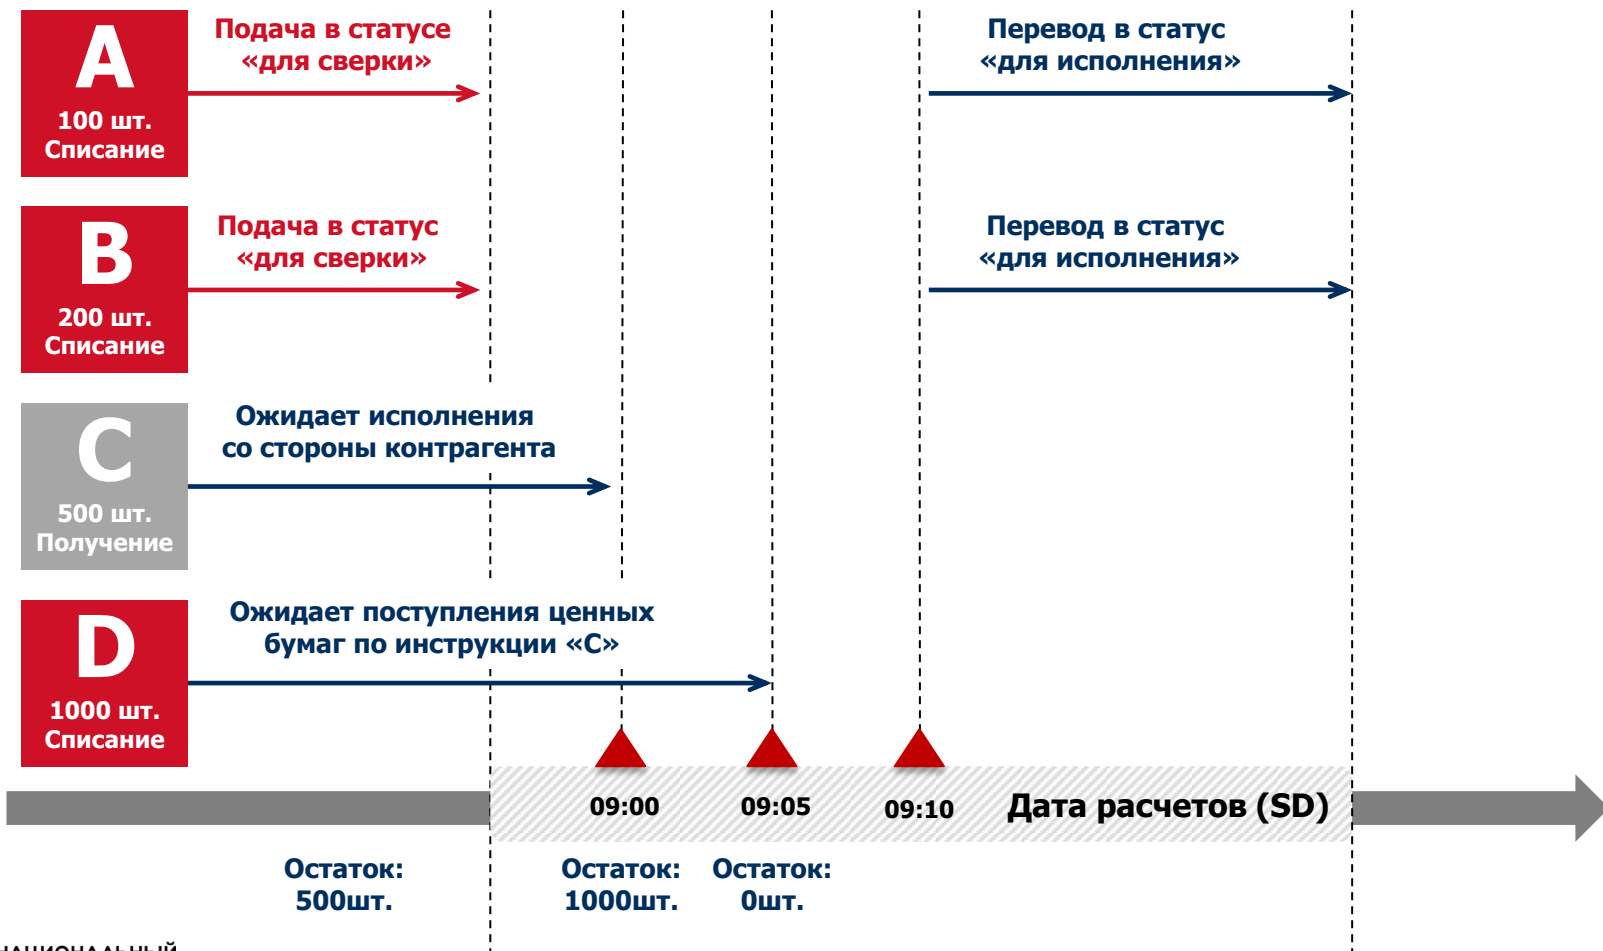 A
100 шт.
Списание
Подача в статусе
«для сверки»
Перевод в статус
«для исполнения»
B
200 шт.
Списание
Подача в статус
«для сверки»
Перевод в статус
«для исполнения»
C
500 шт.
Получение
Ожидает исполнения
со стороны контрагента
D
1000 шт.
Списание
Ожидает поступления ценных
бумаг по инструкции «С»
09:00
09:05
09:10
Дата расчетов (SD)
Остаток:
500шт.
Остаток:
1000шт.
Остаток:
0шт.
НАЦИОНАЛЬНЫЙ